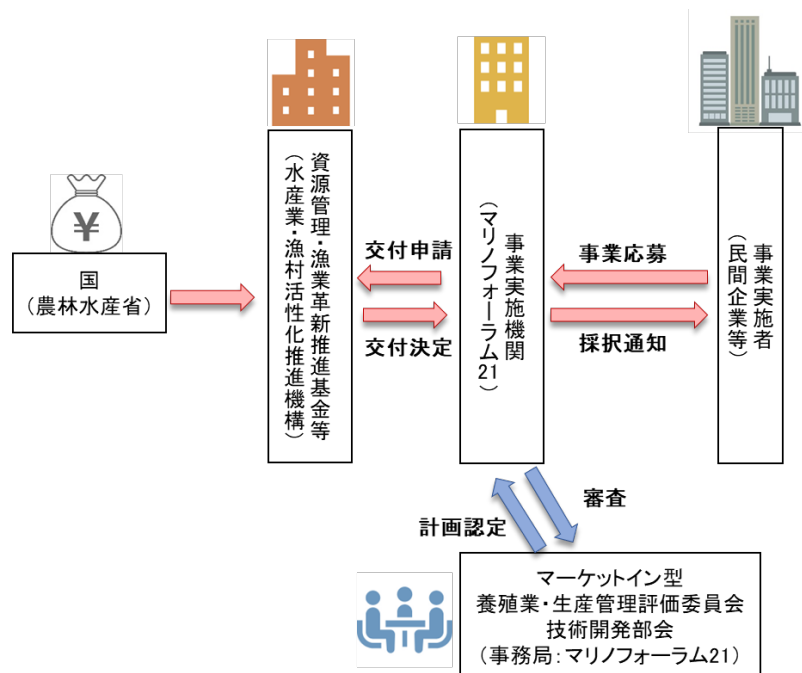 ¥
国
（農林水産省）
資源管理・漁業革新推進基金等
（水産業・漁村活性化推進機構）
交付申請
交付決定
事業実施機関
（マリノフォーラム21）
事業応募
採択通知
事業実施者
（民間企業等）
審査
計画認定
マーケットイン型
養殖業・生産管理評価委員会
技術開発部会
（事務局：マリノフォーラム21）